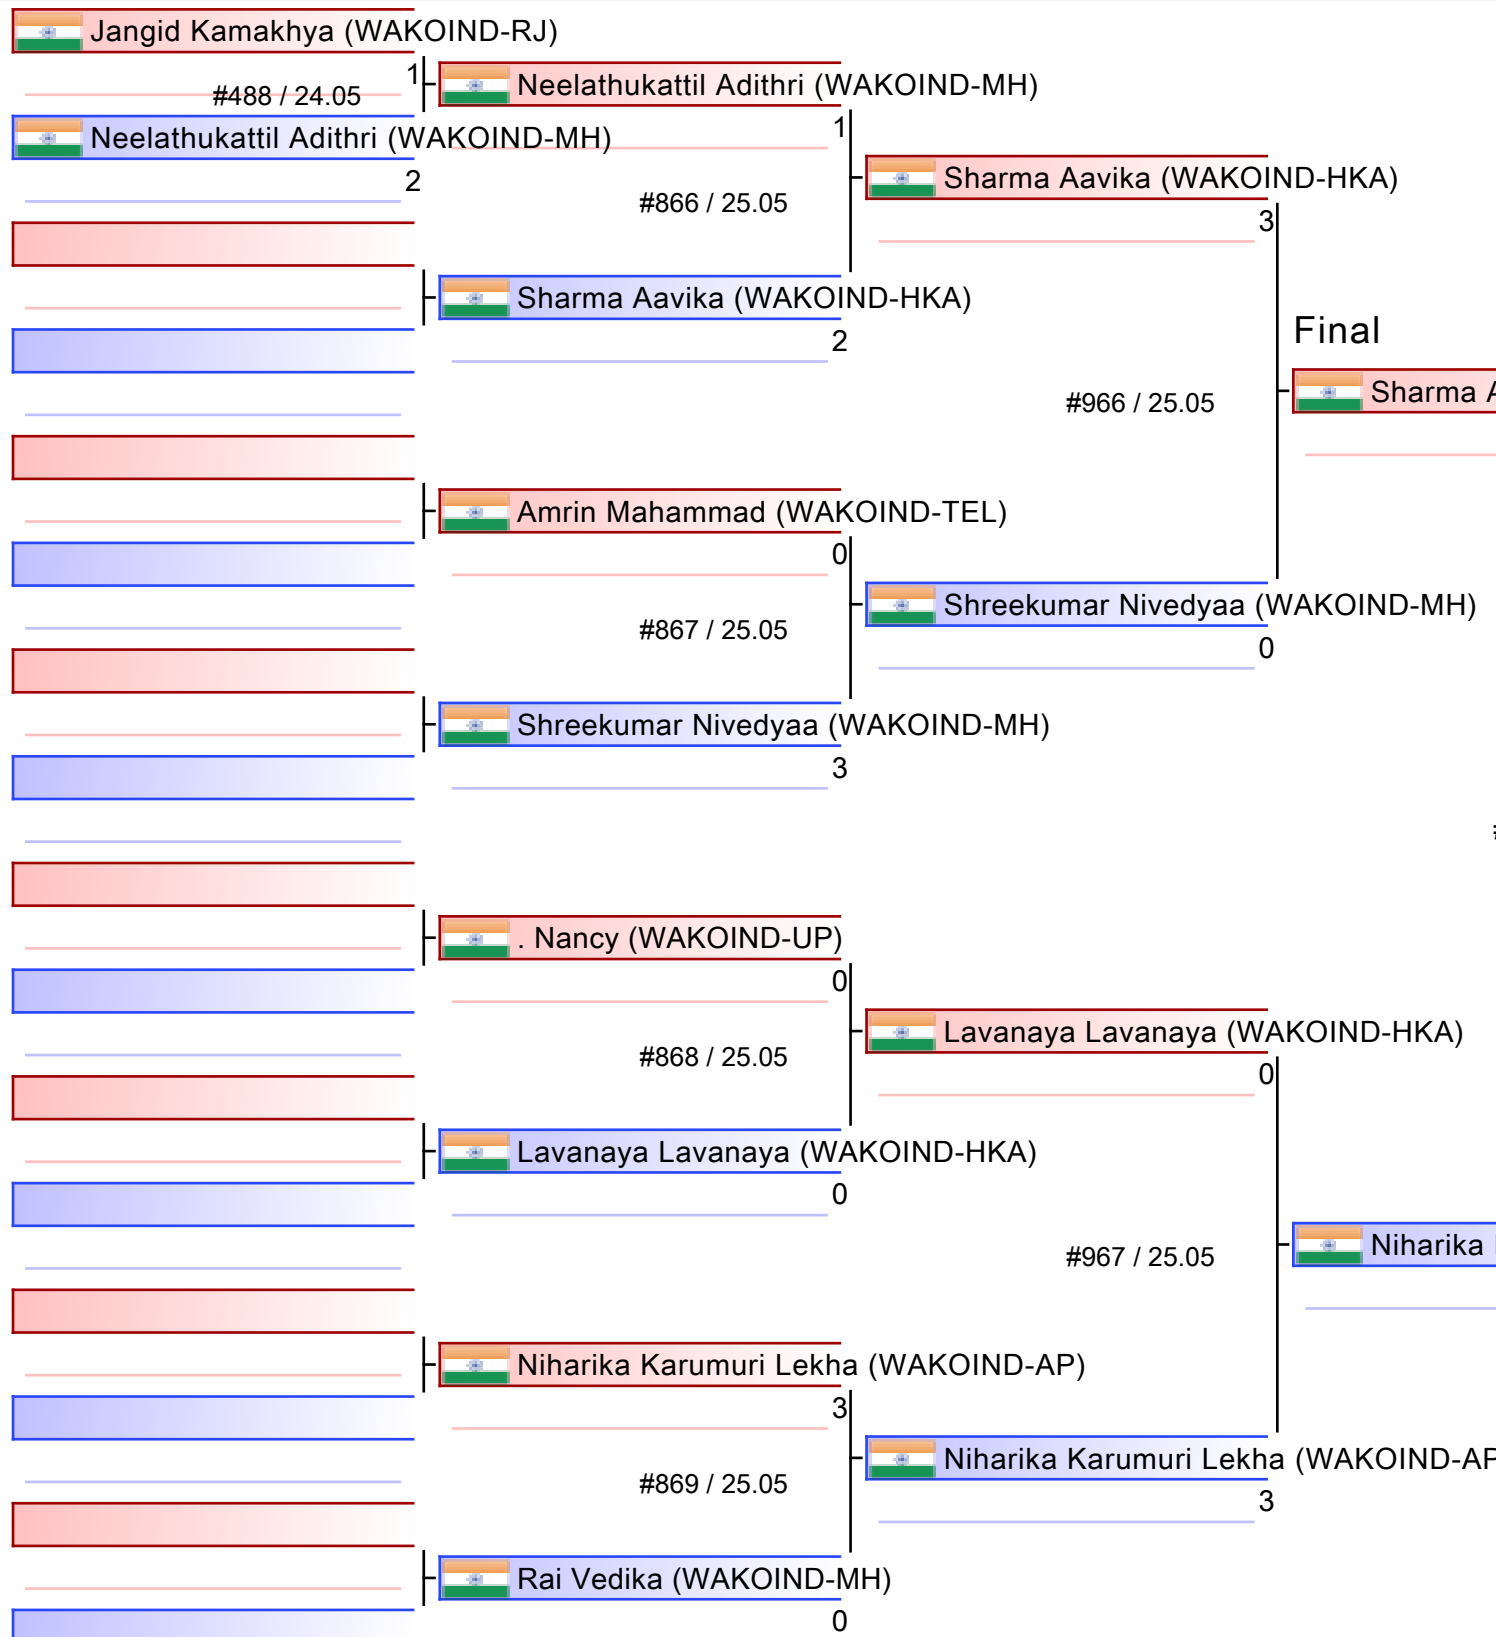 Jangid Kamakhya (WAKOIND-RJ)
1
#488 / 24.05
Neelathukattil Adithri (WAKOIND-MH)
2
Neelathukattil Adithri (WAKOIND-MH)
1
#866 / 25.05
Sharma Aavika (WAKOIND-HKA)
2
Amrin Mahammad (WAKOIND-TEL)
0
#867 / 25.05
Shreekumar Nivedyaa (WAKOIND-MH)
3
. Nancy (WAKOIND-UP)
0
#868 / 25.05
Lavanaya Lavanaya (WAKOIND-HKA)
0
Niharika Karumuri Lekha (WAKOIND-AP)
3
#869 / 25.05
Rai Vedika (WAKOIND-MH)
0
Sharma Aavika (WAKOIND-HKA)
3
#966 / 25.05
Shreekumar Nivedyaa (WAKOIND-MH)
0
Lavanaya Lavanaya (WAKOIND-HKA)
0
#967 / 25.05
Niharika Karumuri Lekha (WAKOIND-AP
3
Final
Sharma A
Niharika